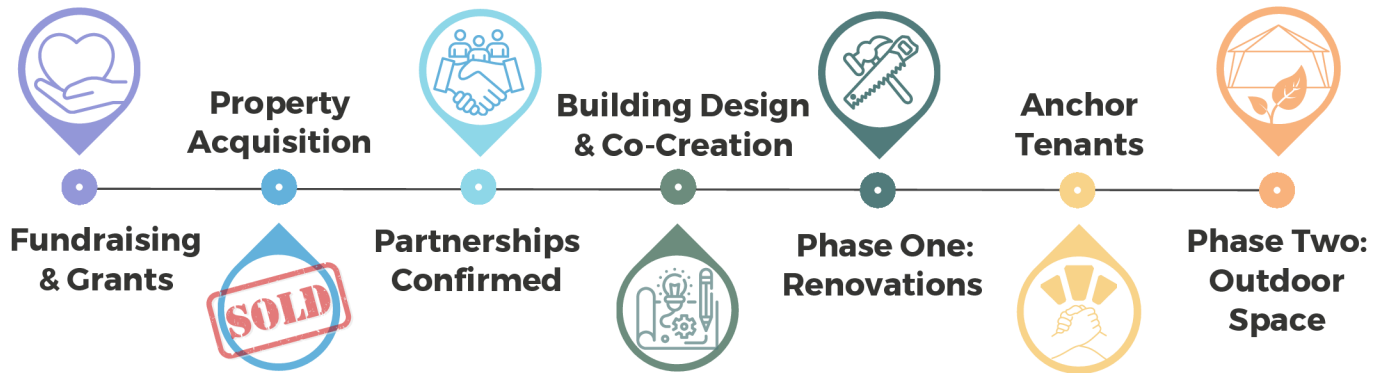 Fundraising
& Grants
Property
Acquisition
SOLD
Partnerships
Confirmed
Building Design
& Co-Creation
Phase One:
Renovations
Anchor
Tenants
Phase Two:
Outdoor
Space